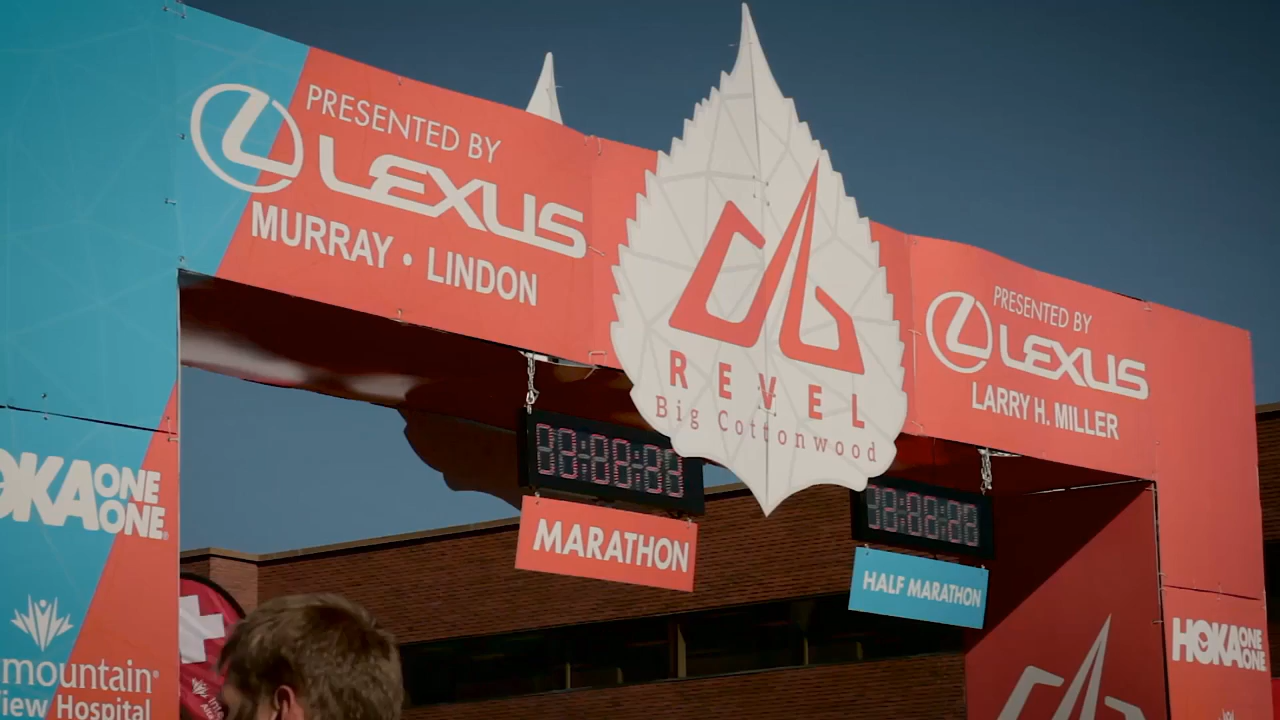 PRESENTED BY
LEXUS
MURRAY • LINDON
REVEL
Big Cottonwood
PRESENTED BY
LEXUS
LARRY H. MILLER
MARATHON
HALF MARATHON
HOKA ONE ONE
mountain
View Hospital
HOKA ONE ONE